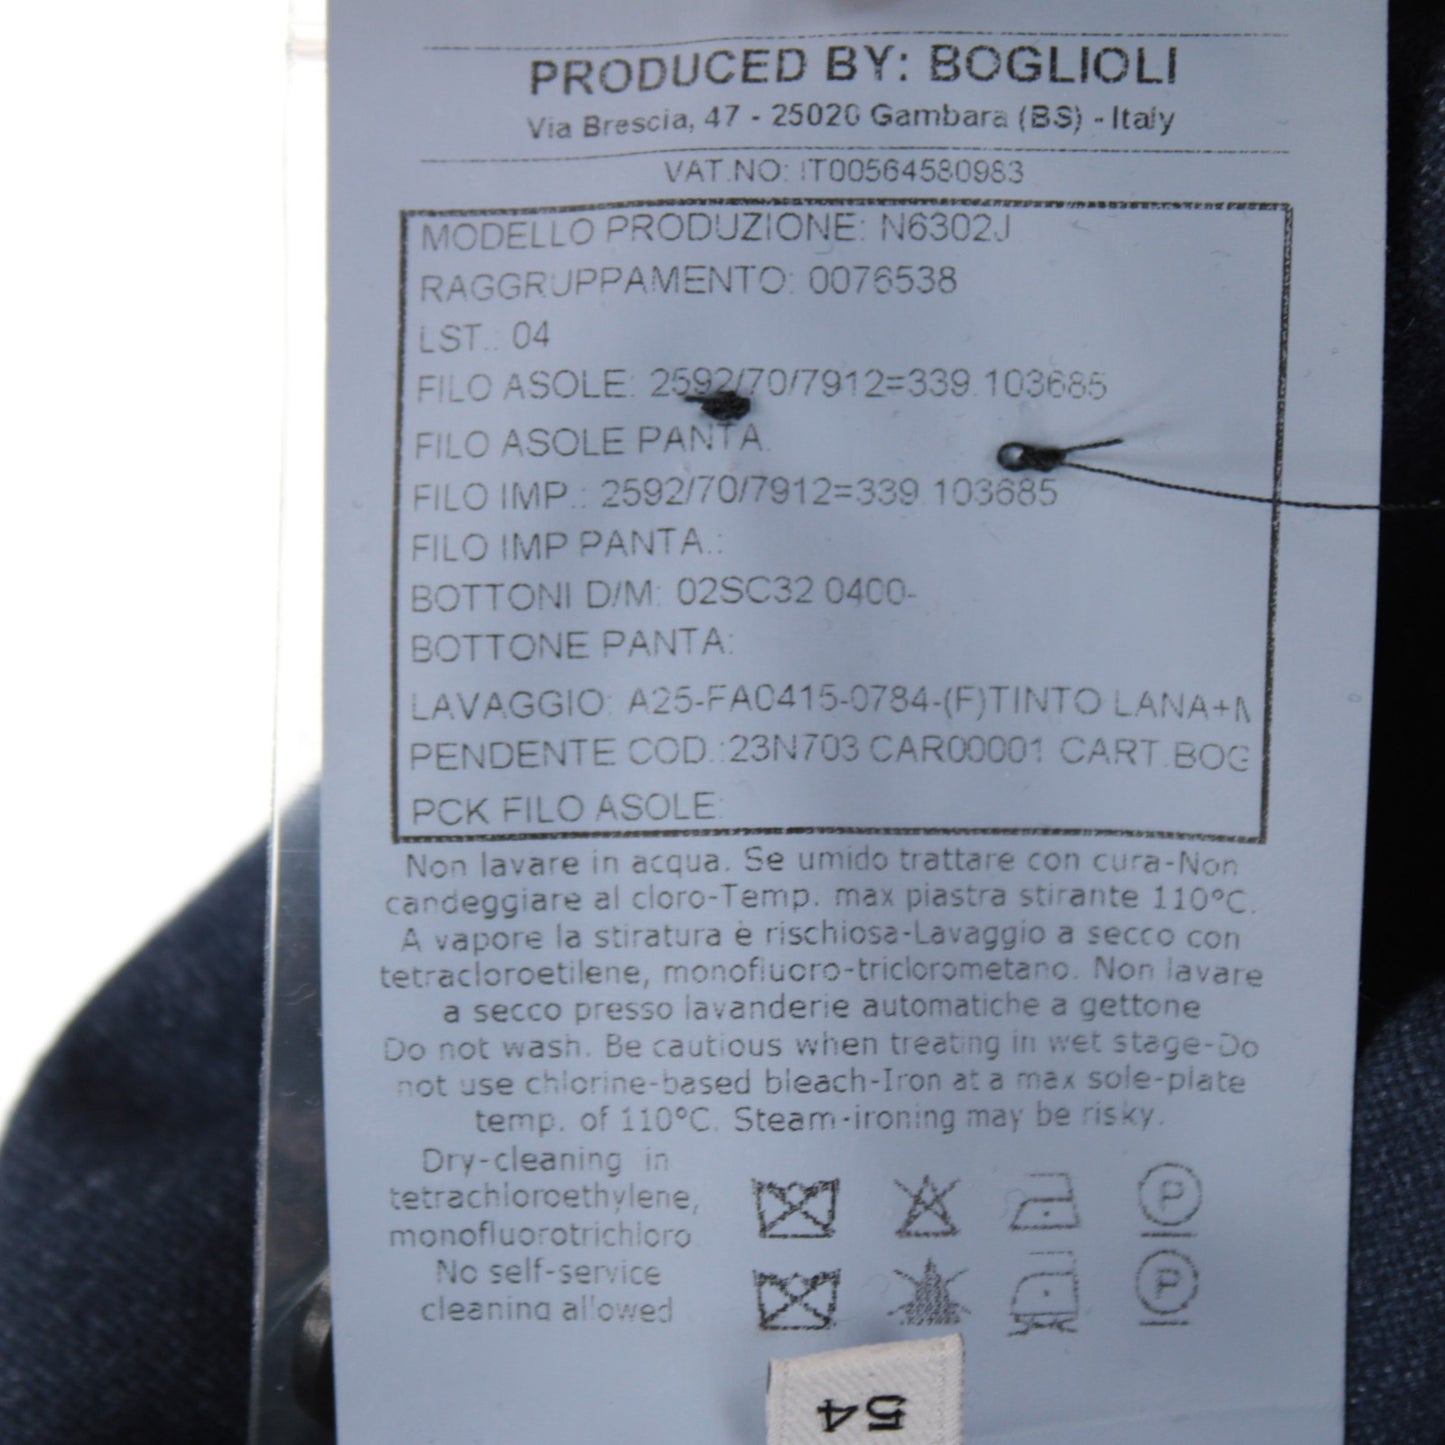 PRODUCED BY: BOGLIOLI
Via Brescia, 47 - 25020 Gambara (BS) - Italy
VAT.NO: IT00564580983
MODELLO PRODUZIONE: N6302J
RAGGRUPPAMENTO: 0076538
LST.: 04
FILO ASOLE: 2592/70/7912=339.103685
FILO ASOLE PANTA.
FILO IMP.: 2592/70/7912=339.103685
FILO IMP PANTA.:
BOTTONI D/M: 02SC32 0400-
BOTTONE PANTA:
LAVAGGIO: A25-FA0415-0784-(F)TINTO LANA+
PENDENTE COD.:23N703 CAR00001 CART.BOG
PCK FILO ASOLE:
Non lavare in acqua. Se umido trattare con cura-Non
candeggiare al cloro-Temp. max piastra stirante 110°C.
A vapore la stiratura è rischiosa-Lavaggio a secco con
tetracloroetilene, monofluoro-triclorometano. Non lavare
a secco presso lavanderie automatiche a gettone
Do not wash. Be cautious when treating in wet stage-Do
not use chlorine-based bleach-Iron at a max sole-plate
temp. of 110°C. Steam-ironing may be risky.
Dry-cleaning in
tetrachloroethylene,
monofluorotrichloro
No self-service
cleaning allowed
P
P
54